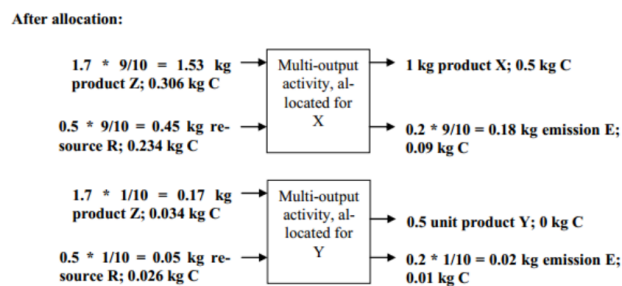 After allocation:
1.7 * 9/10 = 1.53 kg
product Z; 0.306 kg C
0.5 * 9/10 = 0.45 kg re-
source R; 0.234 kg C
Multi-output
activity, al-
located for
X
1 kg product X; 0.5 kg C
0.2 * 9/10 = 0.18 kg emission E;
0.09 kg C
1.7 * 1/10 = 0.17 kg
product Z; 0.034 kg C
0.5 * 1/10 = 0.05 kg re-
source R; 0.026 kg C
Multi-output
activity, al-
located for
Y
0.5 unit product Y; 0 kg C
0.2 * 1/10 = 0.02 kg emission E;
0.01 kg C